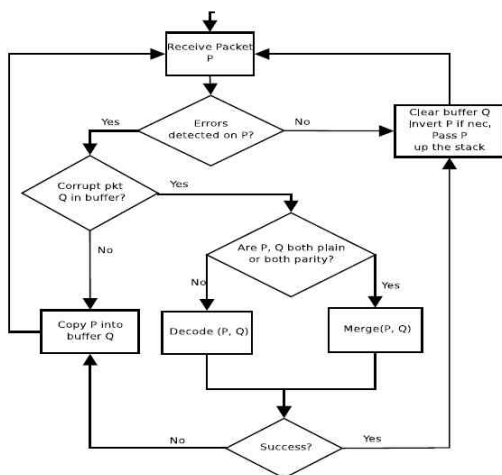 Receive Packet
P
Yes
Errors
detected on P?
No
Clear buffer Q
Invert P if nec,
Pass P
up the stack
Corrupt pkt
Q in buffer?
Yes
Are P, Q both plain
or both parity?
No
No
Yes
Copy P into
buffer Q
Decode (P, Q)
Merge(P, Q)
No
Success?
Yes